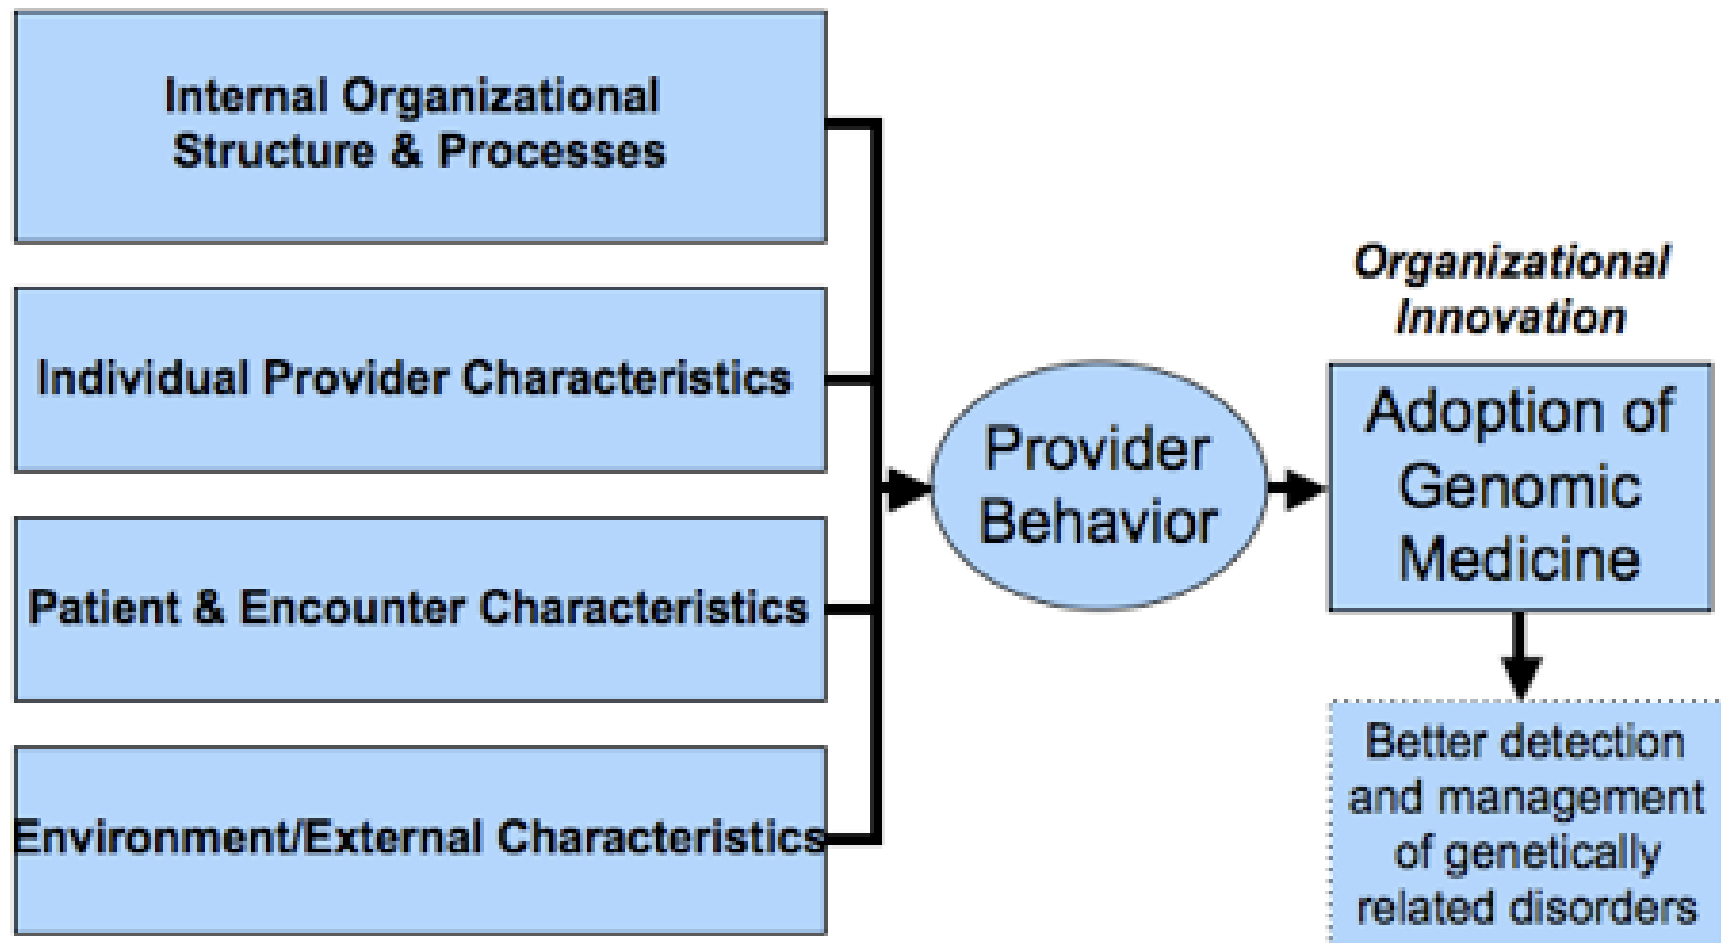 Internal Organizational
Structure & Processes
Individual Provider Characteristics
Patient & Encounter Characteristics
Environment/External Characteristics
Provider
Behavior
Organizational
Innovation
Adoption of
Genomic
Medicine
Better detection
and management
of genetically
related disorders